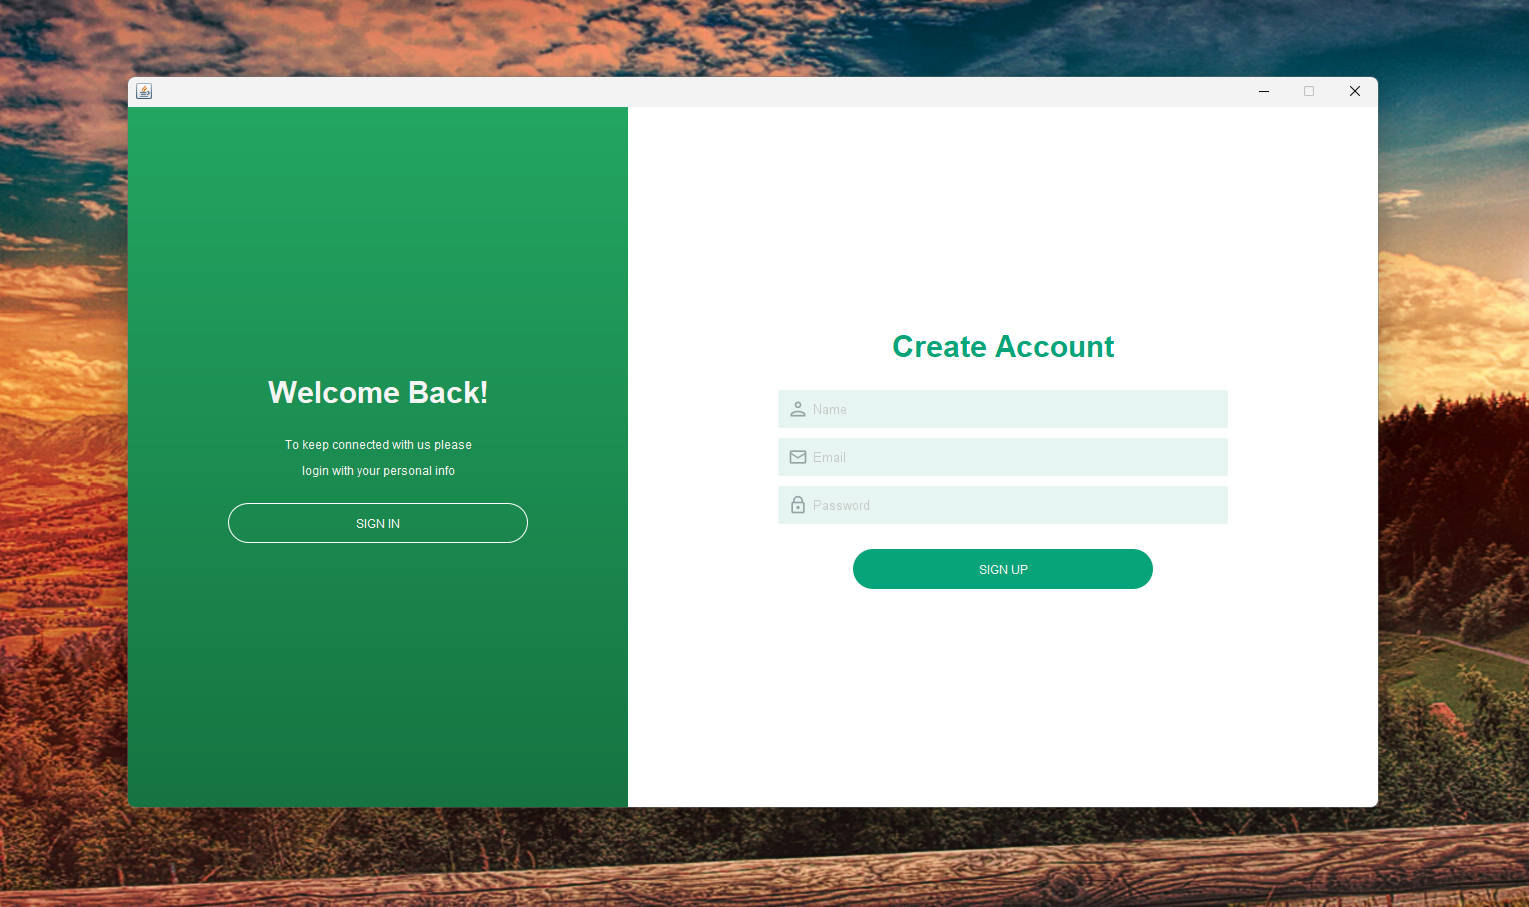 Welcome Back!
To keep connected with us please
login with your personal info
SIGN IN
Create Account
Name
Email
Password
SIGN UP